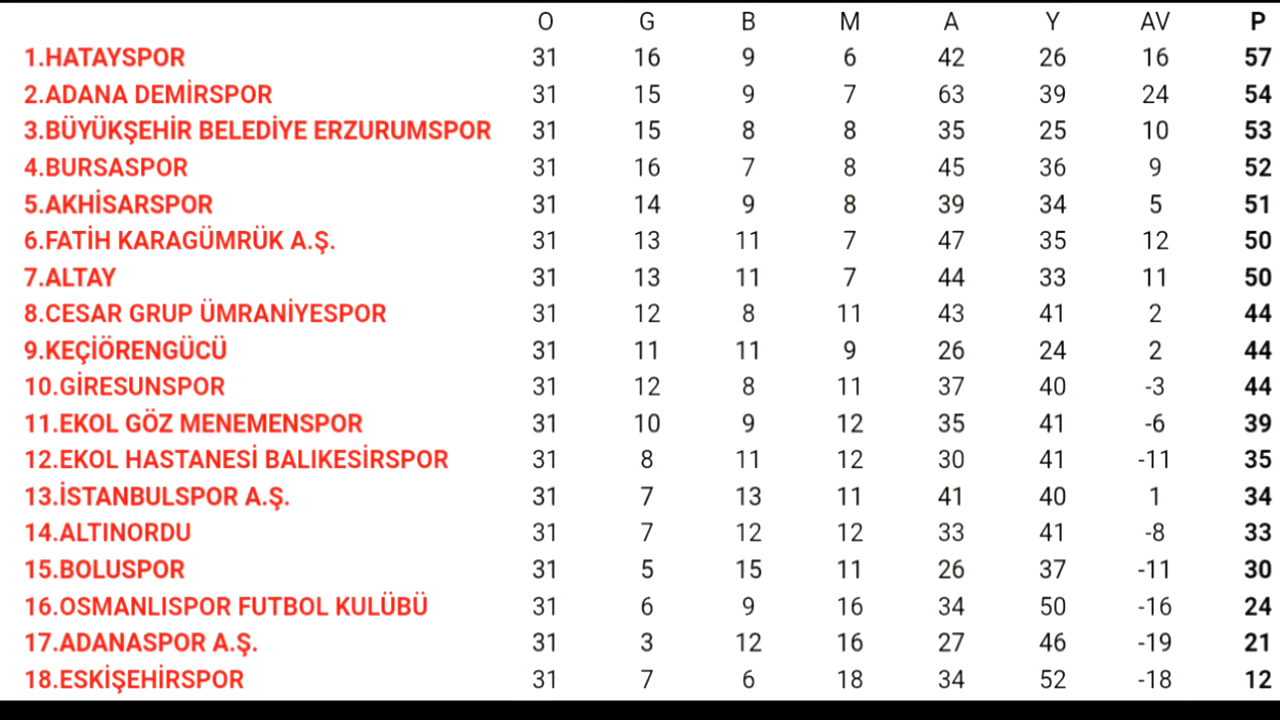 O G B M A Y AV P
1.HATAYSPOR 31 16 9 6 42 26 16 57
2.ADANA DEMİRSPOR 31 15 9 7 63 39 24 54
3.BÜYÜKŞEHİR BELEDİYE ERZURUMSPOR 31 15 8 8 35 25 10 53
4.BURSASPOR 31 16 7 8 45 36 9 52
5.AKHİSARSPOR 31 14 9 8 39 34 5 51
6.FATİH KARAGÜMRÜK A.Ş. 31 13 11 7 47 35 12 50
7.ALTAY 31 13 11 7 44 33 11 50
8.CESAR GRUP ÜMRANİYESPOR 31 12 8 11 43 41 2 44
9.KEÇİÖRENGÜCÜ 31 11 11 9 26 24 2 44
10.GİRESUNSPOR 31 12 8 11 37 40 -3 44
11.EKOL GÖZ MENEMENSPOR 31 10 9 12 35 41 -6 39
12.EKOL HASTANESİ BALIKESİRSPOR 31 8 11 12 30 41 -11 35
13.İSTANBULSPOR A.Ş. 31 7 13 11 41 40 1 34
14.ALTINORDU 31 7 12 12 33 41 -8 33
15.BOLUSPOR 31 5 15 11 26 37 -11 30
16.OSMANLISPOR FUTBOL KULÜBÜ 31 6 9 16 34 50 -16 24
17.ADANASPOR A.Ş. 31 3 12 16 27 46 -19 21
18.ESKİŞEHİRSPOR 31 7 6 18 34 52 -18 12